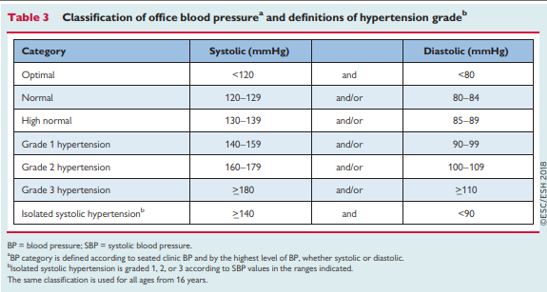 Table 3 Classification of office blood pressureᵃ and definitions of hypertension gradeᵇ
Category Systolic (mmHg) Diastolic (mmHg)
Optimal <120 and <80
Normal 120–129 and/or 80–84
High normal 130–139 and/or 85–89
Grade 1 hypertension 140–159 and/or 90–99
Grade 2 hypertension 160–179 and/or 100–109
Grade 3 hypertension ≥180 and/or ≥110
Isolated systolic hypertensionᵇ ≥140 and <90
©ESC/ESH 2018
BP = blood pressure; SBP = systolic blood pressure.
ᵃBP category is defined according to seated clinic BP and by the highest level of BP, whether systolic or diastolic.
ᵇIsolated systolic hypertension is graded 1, 2, or 3 according to SBP values in the ranges indicated.
The same classification is used for all ages from 16 years.